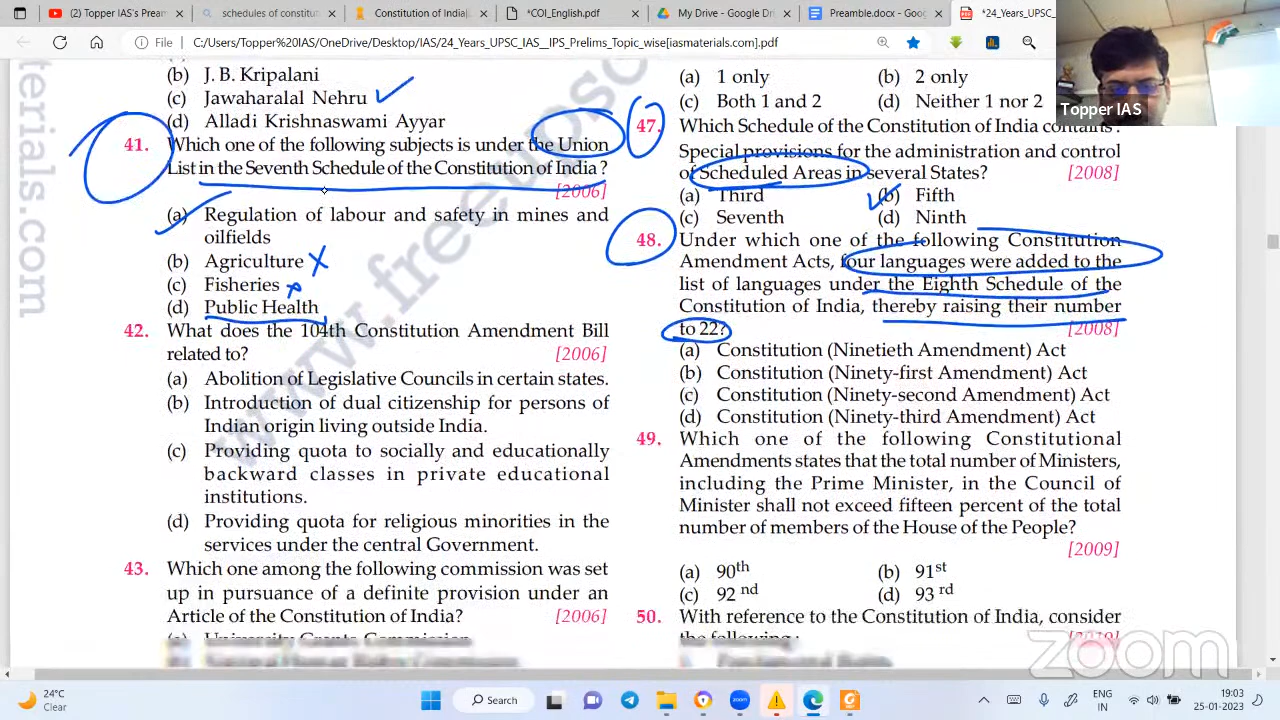 (2) Topper IAS's Prea
schedules of constitut
Constitution of India.
*COI_English.pdf
My Drive - Google Driv
Preamble.docx - Goog
*24_Years_UPSC_
File
C:/Users/Topper%20IAS/OneDrive/Desktop/IAS/24_Years_UPSC_IAS__IPS_Prelims_Topic_wise[iasmaterials.com].pdf
Topper IAS
(b) J. B. Kripalani
(c) Jawaharalal Nehru
(d) Alladi Krishnaswami Ayyar
41. Which one of the following subjects is under the Union
List in the Seventh Schedule of the Constitution of India ?
[2006]
(a) Regulation of labour and safety in mines and
oilfields
(b) Agriculture
(c) Fisheries
(d) Public Health
42. What does the 104th Constitution Amendment Bill
related to? [2006]
(a) Abolition of Legislative Councils in certain states.
(b) Introduction of dual citizenship for persons of
Indian origin living outside India.
(c) Providing quota to socially and educationally
backward classes in private educational
institutions.
(d) Providing quota for religious minorities in the
services under the central Government.
43. Which one among the following commission was set
up in pursuance of a definite provision under an
Article of the Constitution of India? [2006]
(a) 1 only (b) 2 only
(c) Both 1 and 2 (d) Neither 1 nor 2
47. Which Schedule of the Constitution of India contains
Special provisions for the administration and control
of Scheduled Areas in several States? [2008]
(a) Third (b) Fifth
(c) Seventh (d) Ninth
48. Under which one of the following Constitution
Amendment Acts, four languages were added to the
list of languages under the Eighth Schedule of the
Constitution of India, thereby raising their number
to 22? [2008]
(a) Constitution (Ninetieth Amendment) Act
(b) Constitution (Ninety-first Amendment) Act
(c) Constitution (Ninety-second Amendment) Act
(d) Constitution (Ninety-third Amendment) Act
49. Which one of the following Constitutional
Amendments states that the total number of Ministers,
including the Prime Minister, in the Council of
Minister shall not exceed fifteen percent of the total
number of members of the House of the People?
[2009]
(a) 90th (b) 91st
(c) 92 nd (d) 93 rd
50. With reference to the Constitution of India, consider
the following :
zoom
24°C
Clear
Search
zoom
ENG
IN
19:03
25-01-2023